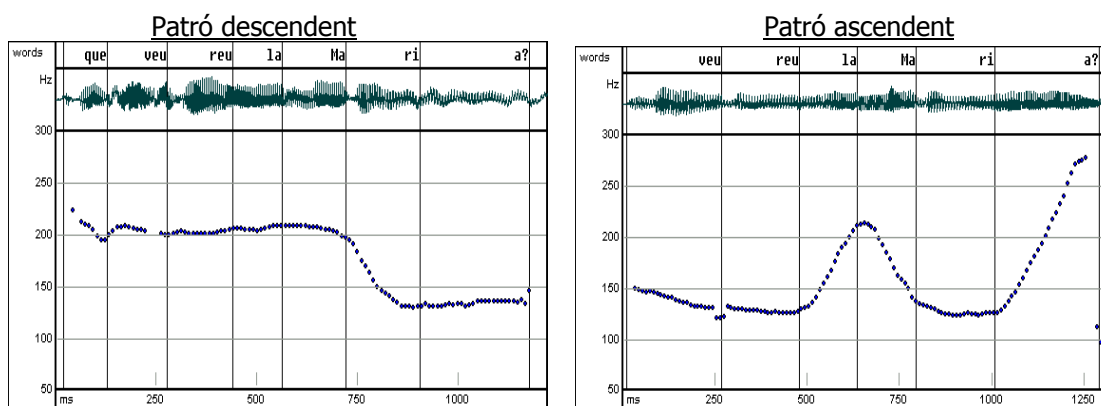 Patró descendent
words que veu reu la Ma ri a?
Hz
300
250
200
150
100
50
ms 250 500 750 1000
Patró ascendent
words veu reu la Ma ri a?
Hz
300
250
200
150
100
50
ms 250 500 750 1000 1250